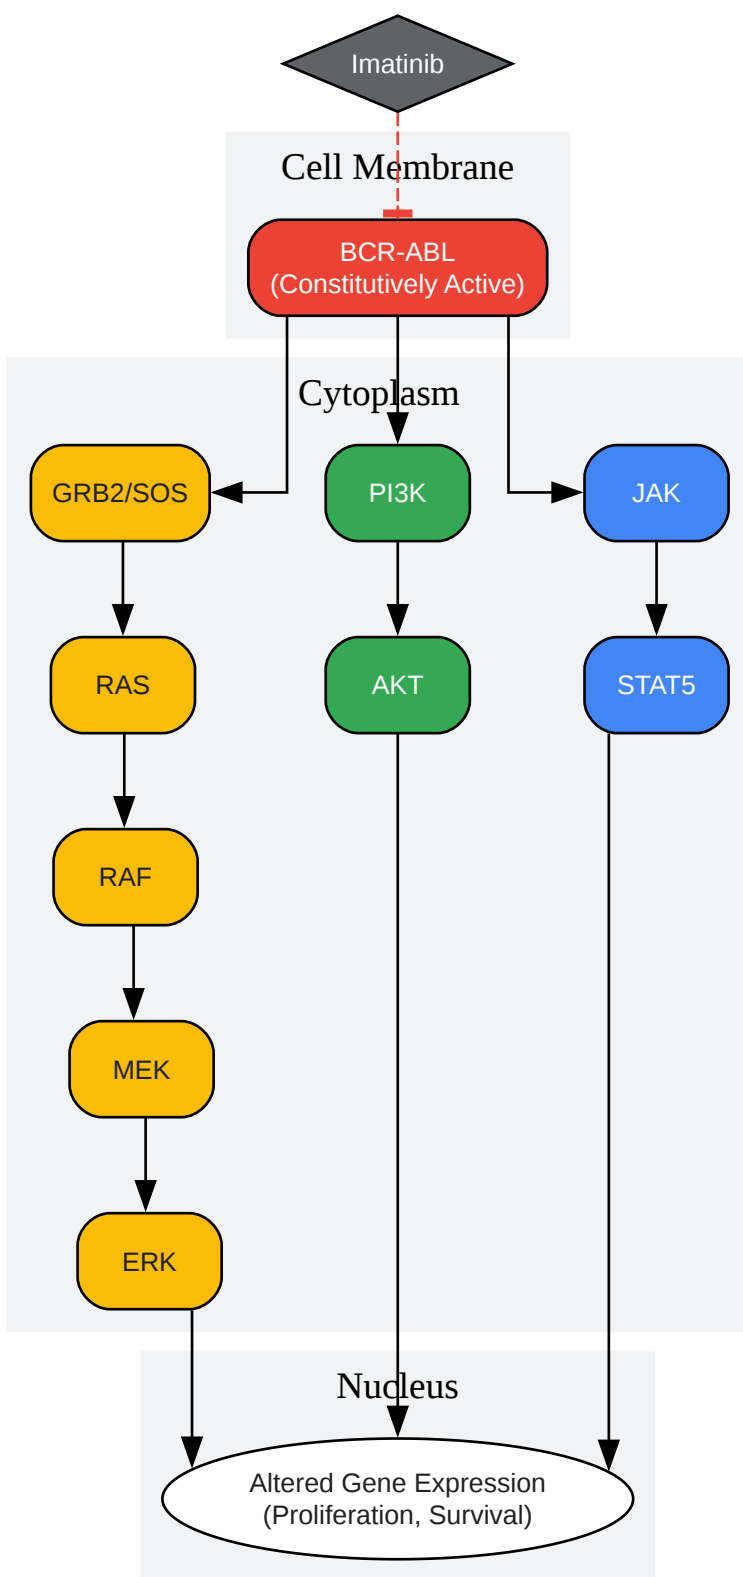 Imatinib
Cell Membrane
BCR-ABL
(Constitutively Active)
Cytoplasm
GRB2/SOS
PI3K
JAK
RAS
AKT
STAT5
RAF
MEK
ERK
Nucleus
Altered Gene Expression
(Proliferation, Survival)